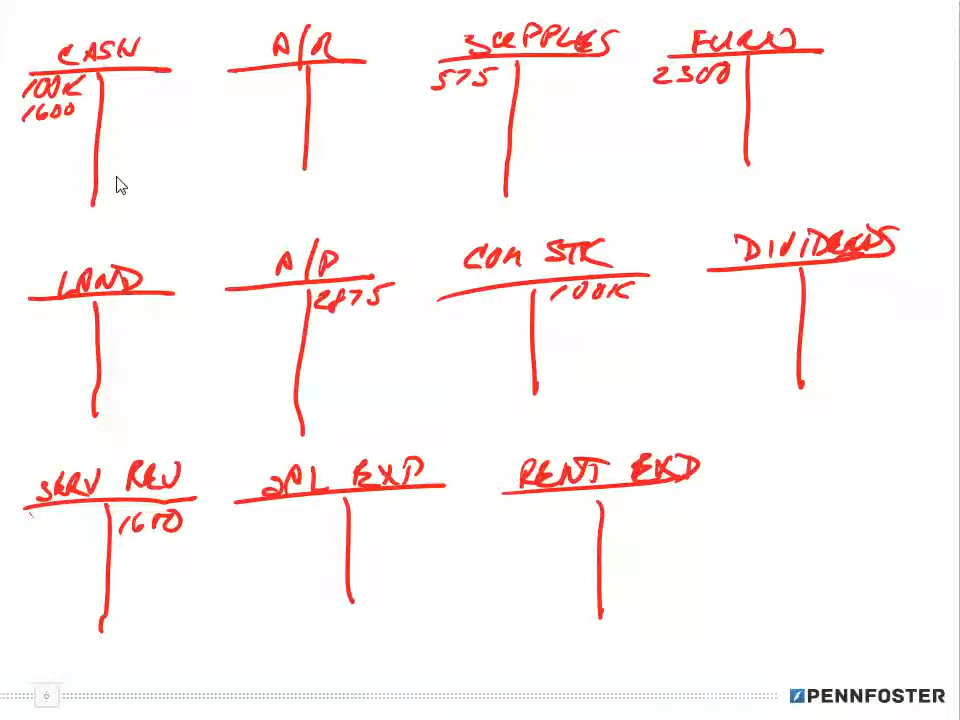 CASH A/R SUPPLIES FURN
100K 575 2300
1600
LAND A/P COM STK DIVIDENDS
2875 100K
SERV REV SAL EXP RENT EXP
1600
6
PENNFOSTER